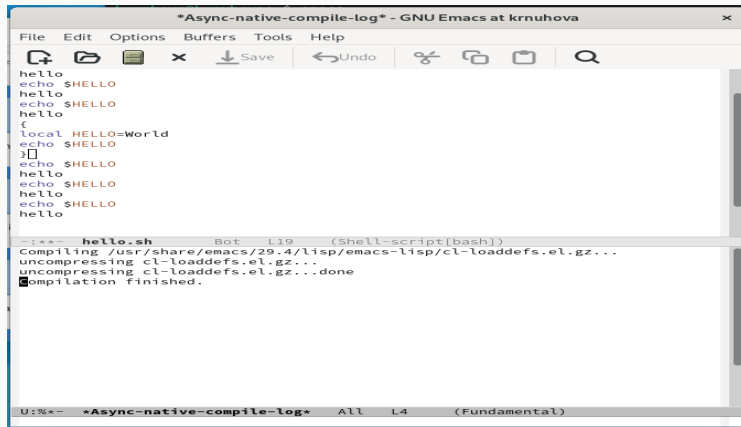 *Async-native-compile-log* - GNU Emacs at krnuhova
File Edit Options Buffers Tools Help
Save Undo
hello
echo $HELLO
hello
echo $HELLO
hello
{
local HELLO=World
echo $HELLO
}
echo $HELLO
hello
echo $HELLO
hello
echo $HELLO
hello
-:**- hello.sh Bot L19 (Shell-script[bash])
Compiling /usr/share/emacs/29.4/lisp/emacs-lisp/cl-loaddefs.el.gz...
uncompressing cl-loaddefs.el.gz...
uncompressing cl-loaddefs.el.gz...done
Compilation finished.
U:%*- *Async-native-compile-log* All L4 (Fundamental)